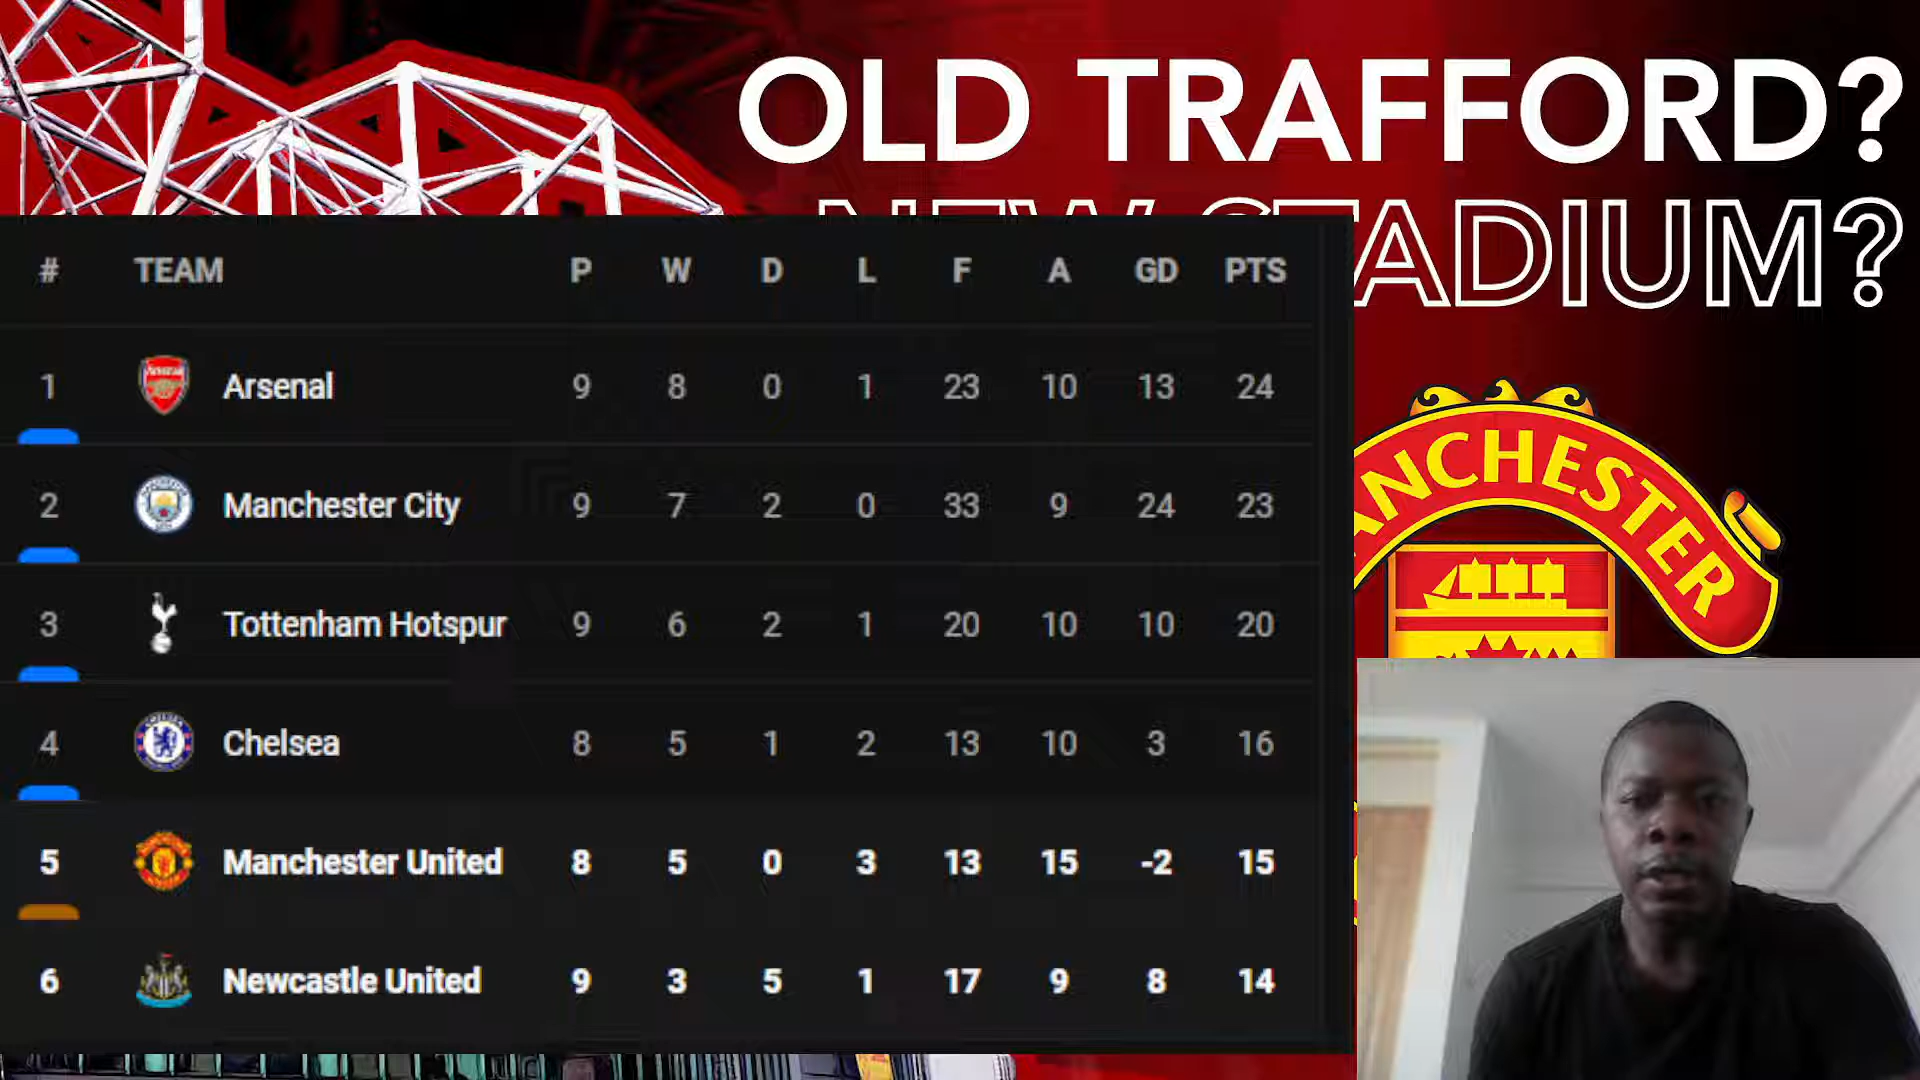 OLD TRAFFORD?
NEW STADIUM?
# TEAM P W D L F A GD PTS
1 Arsenal 9 8 0 1 23 10 13 24
2 Manchester City 9 7 2 0 33 9 24 23
3 Tottenham Hotspur 9 6 2 1 20 10 10 20
4 Chelsea 8 5 1 2 13 10 3 16
5 Manchester United 8 5 0 3 13 15 -2 15
6 Newcastle United 9 3 5 1 17 9 8 14
MANCHESTER